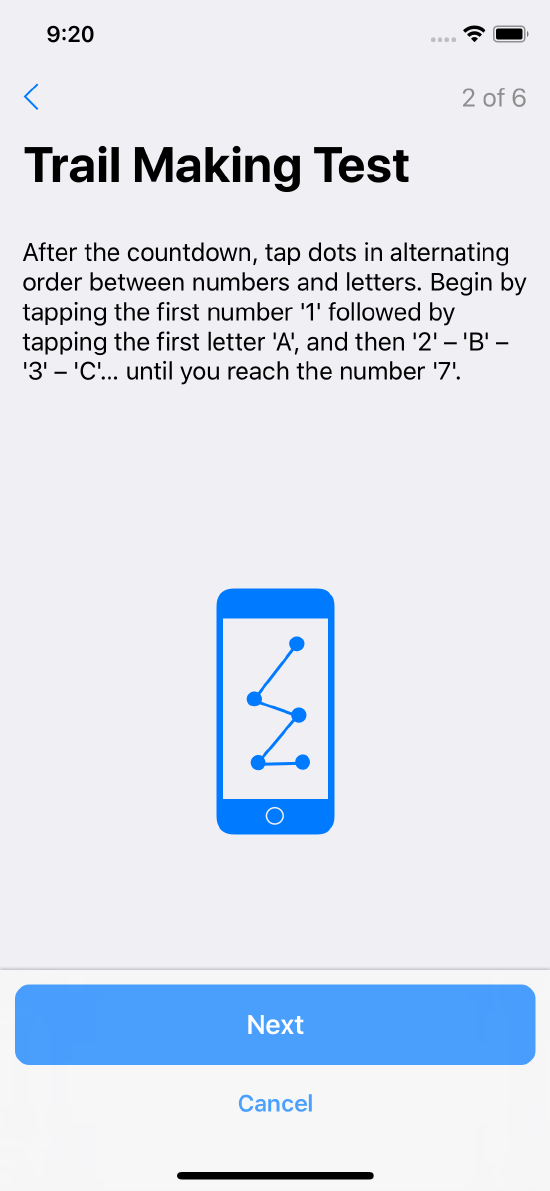 9:20
2 of 6
Trail Making Test
After the countdown, tap dots in alternating
order between numbers and letters. Begin by
tapping the first number '1' followed by
tapping the first letter 'A', and then '2' – 'B' –
'3' – 'C'... until you reach the number '7'.
Next
Cancel